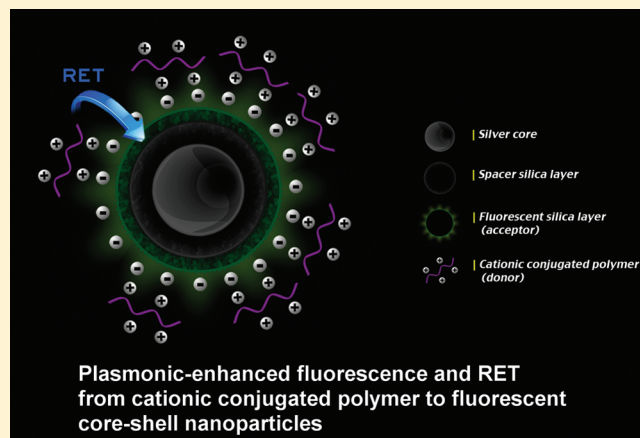 RET
| Silver core
| Spacer silica layer
| Fluorescent silica layer
(acceptor)
| Cationic conjugated polymer
(donor)
Plasmonic-enhanced fluorescence and RET
from cationic conjugated polymer to fluorescent
core-shell nanoparticles